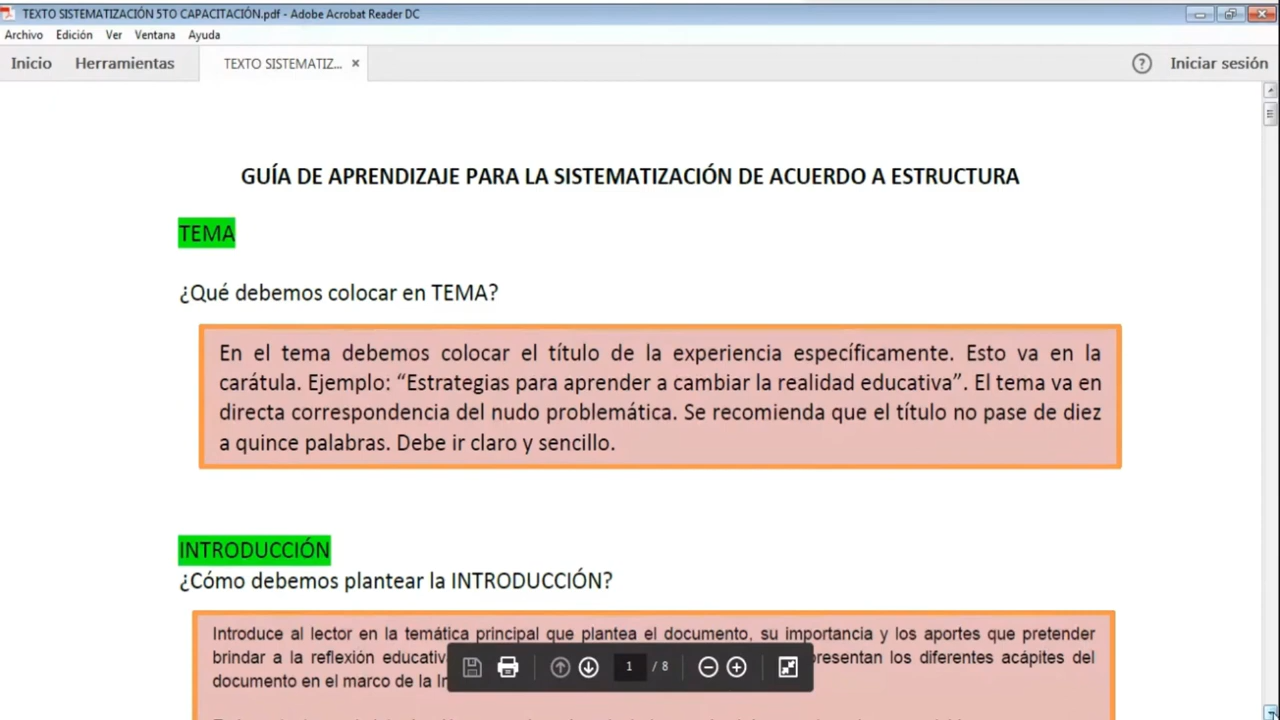 TEXTO SISTEMATIZACIÓN 5TO CAPACITACIÓN.pdf - Adobe Acrobat Reader DC
Archivo Edición Ver Ventana Ayuda
Inicio Herramientas TEXTO SISTEMATIZ... × ? Iniciar sesión
GUÍA DE APRENDIZAJE PARA LA SISTEMATIZACIÓN DE ACUERDO A ESTRUCTURA
TEMA
¿Qué debemos colocar en TEMA?
En el tema debemos colocar el título de la experiencia específicamente. Esto va en la
carátula. Ejemplo: “Estrategias para aprender a cambiar la realidad educativa”. El tema va en
directa correspondencia del nudo problemática. Se recomienda que el título no pase de diez
a quince palabras. Debe ir claro y sencillo.
INTRODUCCIÓN
¿Cómo debemos plantear la INTRODUCCIÓN?
Introduce al lector en la temática principal que plantea el documento, su importancia y los aportes que pretender
brindar a la reflexión educativ presentan los diferentes acápites del
documento en el marco de la
1 / 8